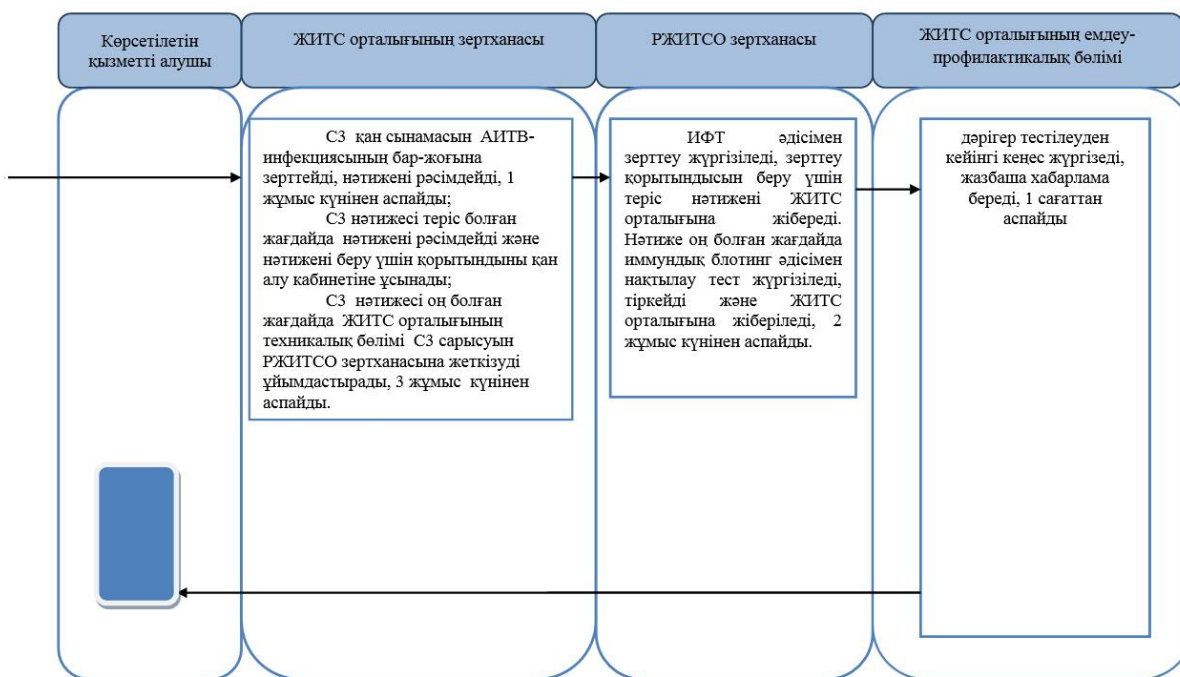 Көрсетілетін
қызметті алушы
ЖИТС орталығының зертханасы
РЖИТСО зертханасы
ЖИТС орталығының емдеу-
профилактикалық бөлімі
СЗ қан сынамасын АИТВ-
инфекциясының бар-жоғына
зерттейді, нәтижені рәсімдейді, 1
жұмыс күнінен аспайды;
СЗ нәтижесі теріс болған
жағдайда нәтижені рәсімдейді және
нәтижені беру үшін қорытындыны қан
алу кабинетіне ұсынады;
СЗ нәтижесі оң болған
жағдайда ЖИТС орталығының
техникалық бөлімі СЗ сарысуын
РЖИТСО зертханасына жеткізуді
ұйымдастырады, 3 жұмыс күнінен
аспайды.
ИФТ әдісімен
зерттеу жүргізіледі, зерттеу
қорытындысын беру үшін
теріс нәтижені ЖИТС
орталығына жібереді.
Нәтиже оң болған жағдайда
иммундық блотинг әдісімен
нақтылау тест жүргізіледі,
тіркейді және ЖИТС
орталығына жіберіледі, 2
жұмыс күнінен аспайды.
дәрігер тестілеуден
кейінгі кеңес жүргізеді,
жазбаша хабарлама
береді, 1 сағаттан
аспайды